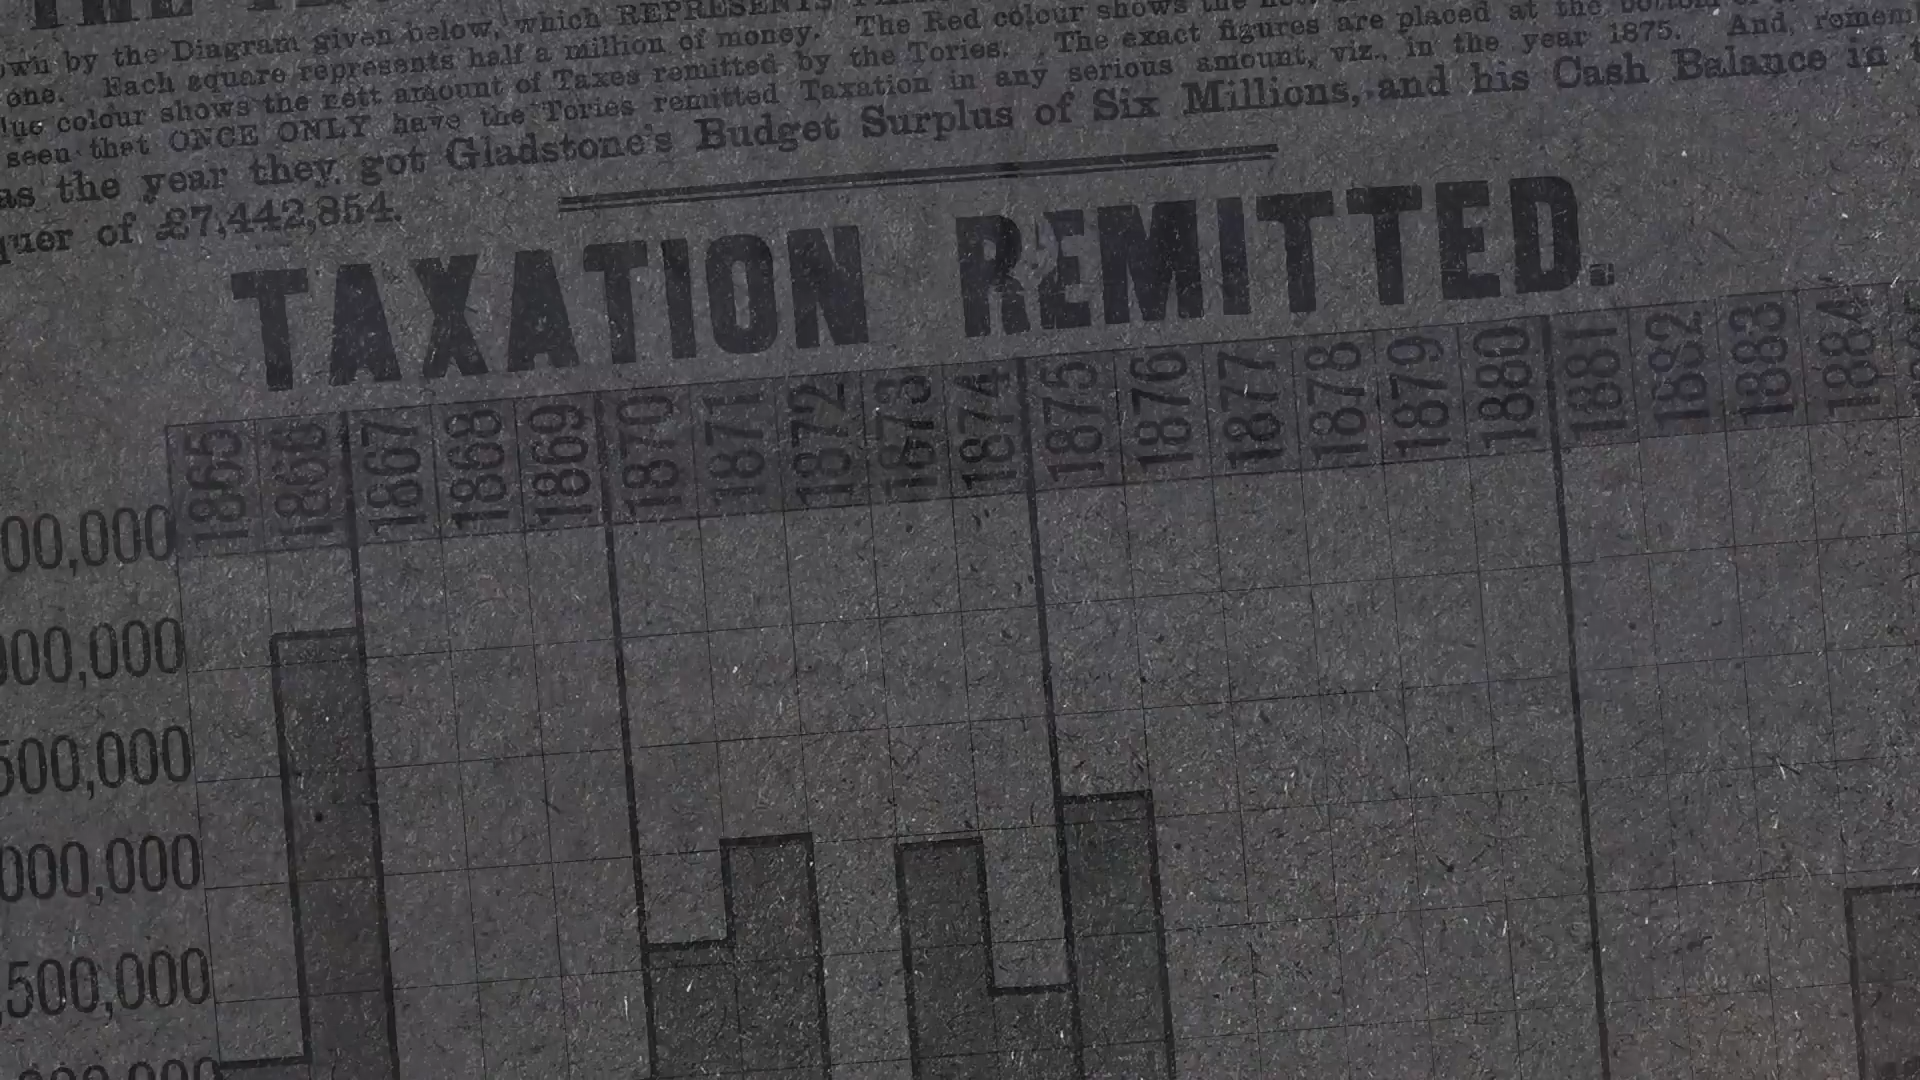 own by the Diagram given below, which REPRESENTS
one. Each square represents half a million of money. The Red colour shows the
lue colour shows the nett amount of Taxes remitted by the Tories. The exact figures are placed at the bottom
seen that ONCE ONLY have the Tories remitted Taxation in any serious amount, viz., in the year 1875. And, remem
as the year they got Gladstone's Budget Surplus of Six Millions, and his Cash Balance in
quer of £7,442,854.
TAXATION REMITTED.
1865 1866 1867 1868 1869 1870 1871 1872 1873 1874 1875 1876 1877 1878 1879 1880 1881 1882 1883 1884
00,000
000,000
500,000
000,000
,500,000
000,000